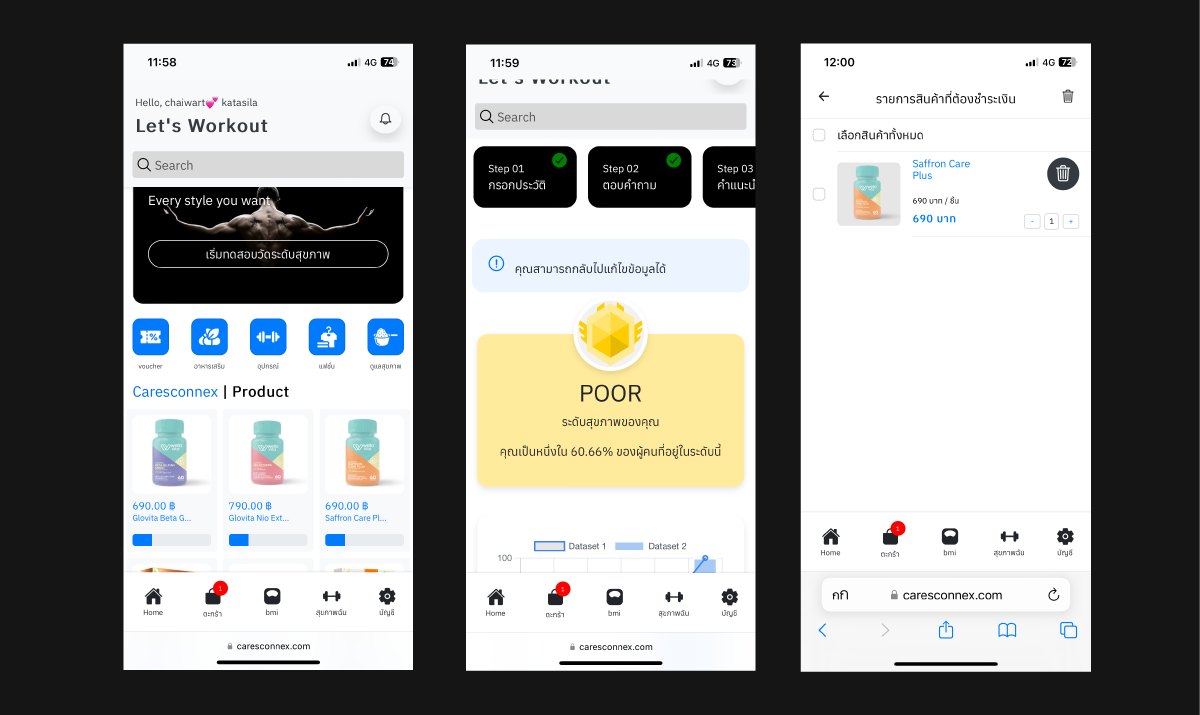 11:58
4G 74
Hello, chaiwart💕 katasila
Let's Workout
Search
Every style you want
เริ่มทดสอบวัดระดับสุขภาพ
voucher
อาหารเสริม
อุปกรณ์
แฟชั่น
ดูแลสุขภาพ
Caresconnex | Product
690.00 ฿
Glovita Beta G...
790.00 ฿
Glovita Nio Ext...
690.00 ฿
Saffron Care Pl...
1
Home
ตะกร้า
bmi
สุขภาพฉัน
บัญชี
caresconnex.com
11:59
4G 73
Let's Workout
Search
Step 01
กรอกประวัติ
Step 02
ตอบคำถาม
Step 03
คำแนะนำ
คุณสามารถกลับไปแก้ไขข้อมูลได้
POOR
ระดับสุขภาพของคุณ
คุณเป็นหนึ่งใน 60.66% ของผู้คนที่อยู่ในระดับนี้
Dataset 1
Dataset 2
100
1
Home
ตะกร้า
bmi
สุขภาพฉัน
บัญชี
caresconnex.com
12:00
4G 72
รายการสินค้าที่ต้องชำระเงิน
เลือกสินค้าทั้งหมด
Saffron Care
Plus
690 บาท / ชิ้น
690 บาท
- 1 +
1
Home
ตะกร้า
bmi
สุขภาพฉัน
บัญชี
กก
caresconnex.com